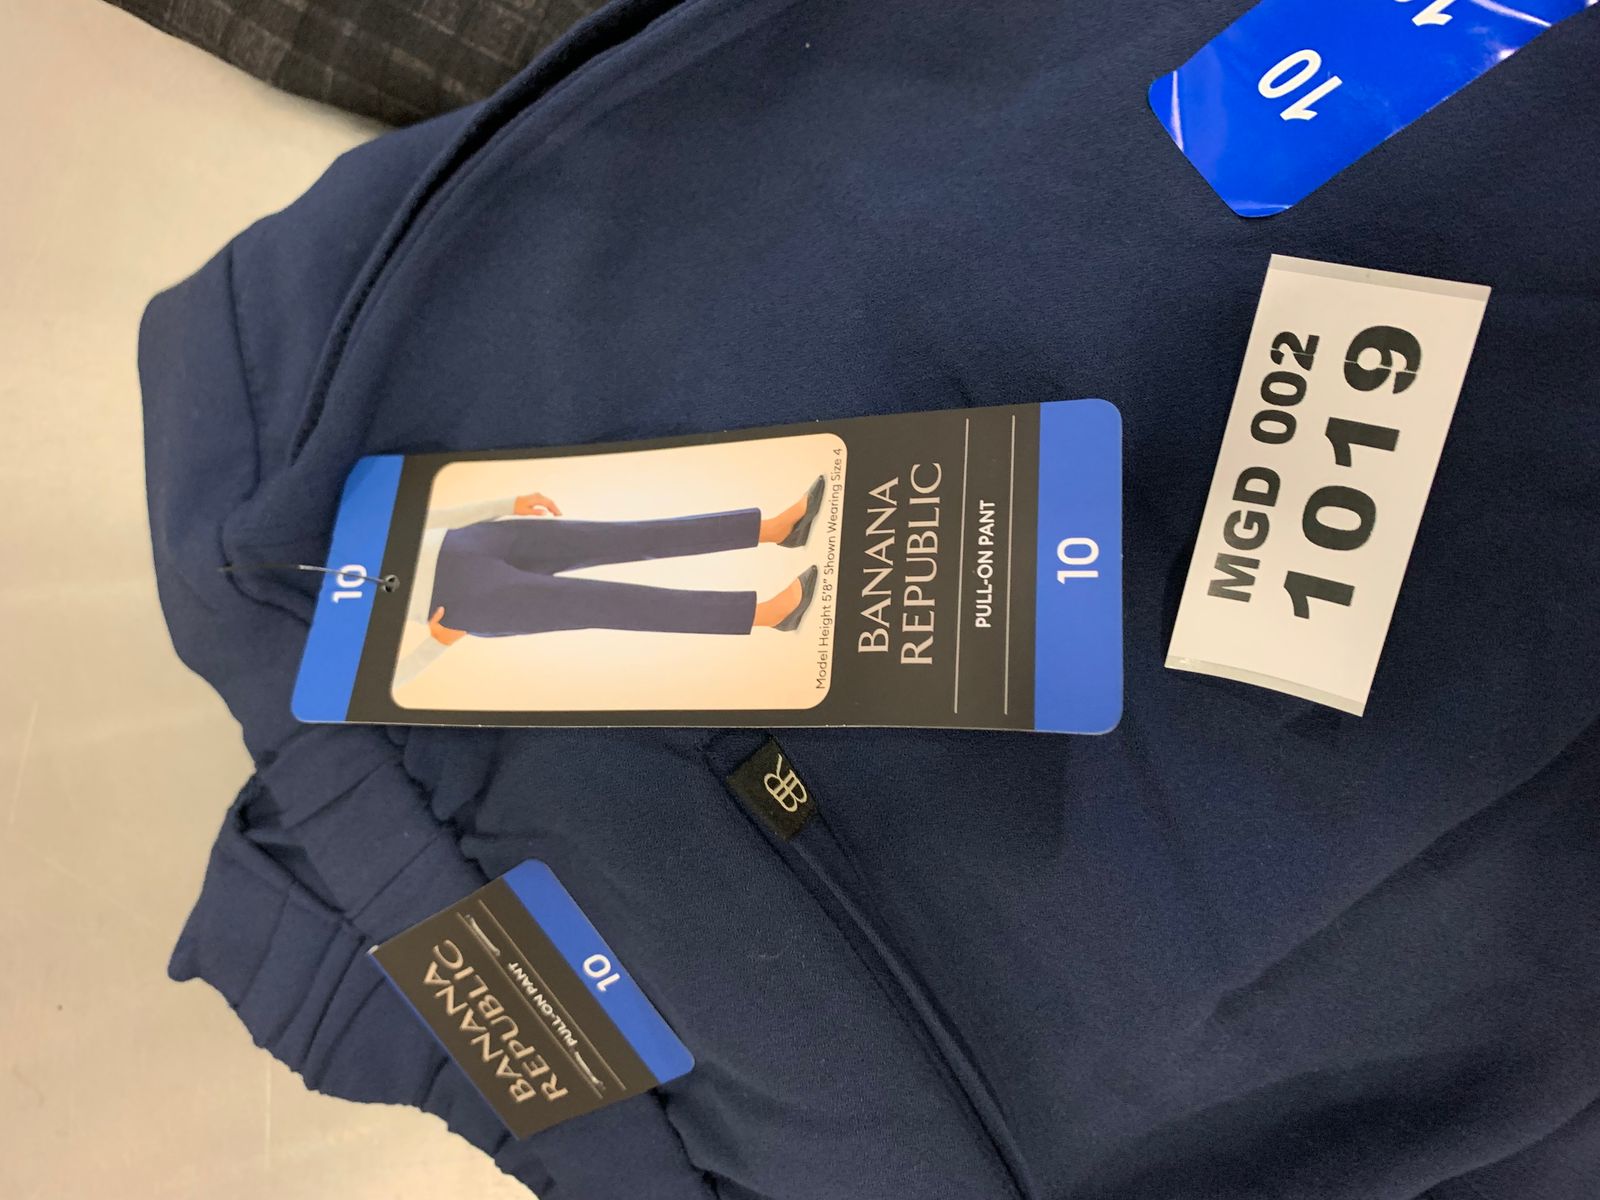 10
Model Height 5'8" Shown Wearing Size 4
BANANA
REPUBLIC
PULL-ON PANT
10
BR
BANANA
REPUBLIC
PULL-ON PANT
10
10
MGD 002
1019